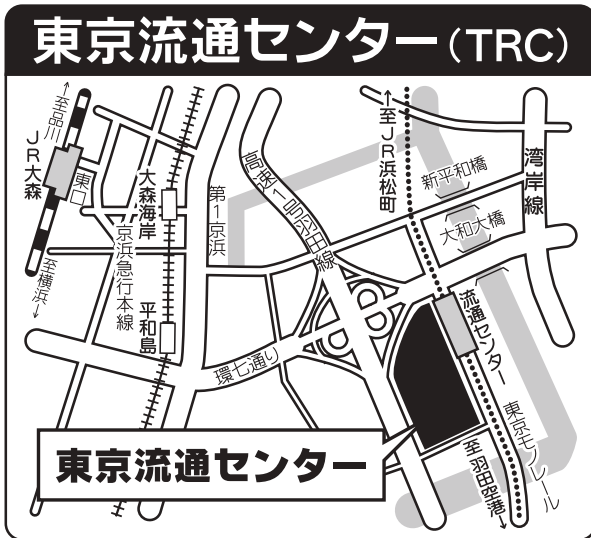 東京流通センター(TRC)
↑至品川
JR大森
東口
大森海岸
京浜急行本線
平和島
至横浜↓
第1京浜
高速1号羽田線
↑至JR浜松町
新平和橋
大和大橋
湾岸線
環七通り
流通センター
東京モノレール
至羽田空港↓
東京流通センター